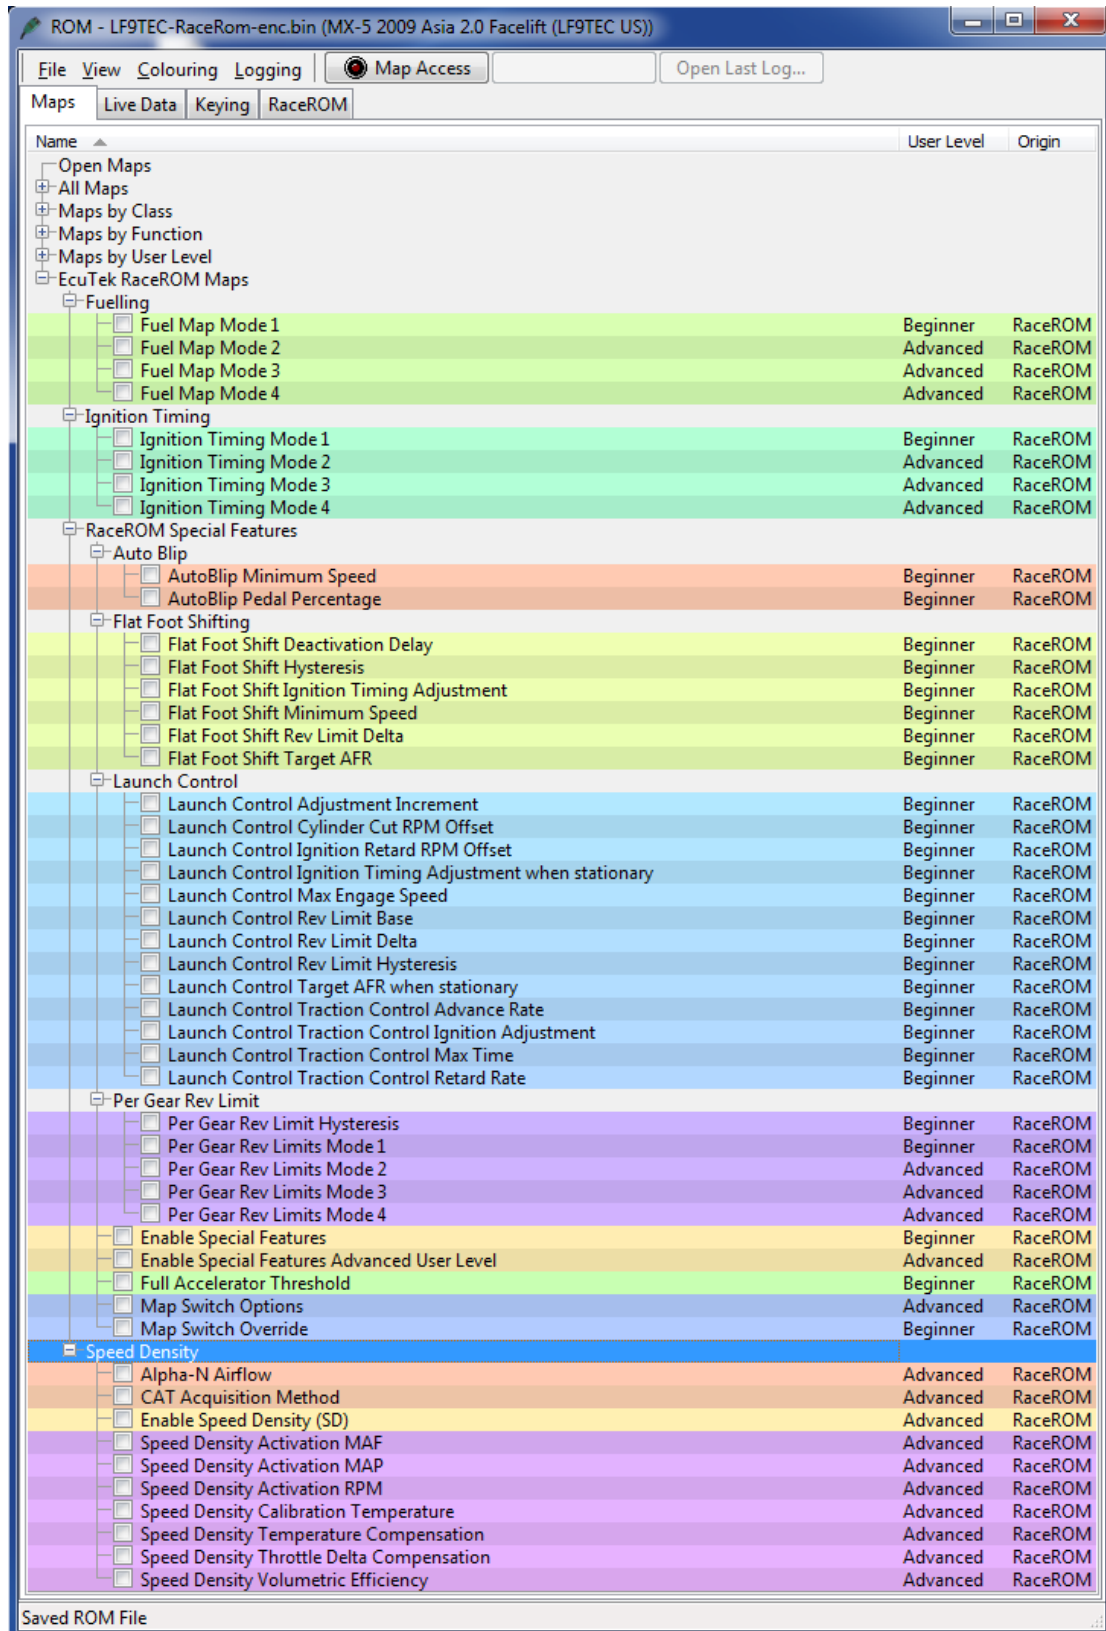 ROM - LF9TEC-RaceRom-enc.bin (MX-5 2009 Asia 2.0 Facelift (LF9TEC US))
File View Colouring Logging Map Access Open Last Log...
Maps Live Data Keying RaceROM
Name User Level Origin
Open Maps
All Maps
Maps by Class
Maps by Function
Maps by User Level
EcuTek RaceROM Maps
Fuelling
Fuel Map Mode 1 Beginner RaceROM
Fuel Map Mode 2 Advanced RaceROM
Fuel Map Mode 3 Advanced RaceROM
Fuel Map Mode 4 Advanced RaceROM
Ignition Timing
Ignition Timing Mode 1 Beginner RaceROM
Ignition Timing Mode 2 Advanced RaceROM
Ignition Timing Mode 3 Advanced RaceROM
Ignition Timing Mode 4 Advanced RaceROM
RaceROM Special Features
Auto Blip
AutoBlip Minimum Speed Beginner RaceROM
AutoBlip Pedal Percentage Beginner RaceROM
Flat Foot Shifting
Flat Foot Shift Deactivation Delay Beginner RaceROM
Flat Foot Shift Hysteresis Beginner RaceROM
Flat Foot Shift Ignition Timing Adjustment Beginner RaceROM
Flat Foot Shift Minimum Speed Beginner RaceROM
Flat Foot Shift Rev Limit Delta Beginner RaceROM
Flat Foot Shift Target AFR Beginner RaceROM
Launch Control
Launch Control Adjustment Increment Beginner RaceROM
Launch Control Cylinder Cut RPM Offset Beginner RaceROM
Launch Control Ignition Retard RPM Offset Beginner RaceROM
Launch Control Ignition Timing Adjustment when stationary Beginner RaceROM
Launch Control Max Engage Speed Beginner RaceROM
Launch Control Rev Limit Base Beginner RaceROM
Launch Control Rev Limit Delta Beginner RaceROM
Launch Control Rev Limit Hysteresis Beginner RaceROM
Launch Control Target AFR when stationary Beginner RaceROM
Launch Control Traction Control Advance Rate Beginner RaceROM
Launch Control Traction Control Ignition Adjustment Beginner RaceROM
Launch Control Traction Control Max Time Beginner RaceROM
Launch Control Traction Control Retard Rate Beginner RaceROM
Per Gear Rev Limit
Per Gear Rev Limit Hysteresis Beginner RaceROM
Per Gear Rev Limits Mode 1 Beginner RaceROM
Per Gear Rev Limits Mode 2 Advanced RaceROM
Per Gear Rev Limits Mode 3 Advanced RaceROM
Per Gear Rev Limits Mode 4 Advanced RaceROM
Enable Special Features Beginner RaceROM
Enable Special Features Advanced User Level Advanced RaceROM
Full Accelerator Threshold Beginner RaceROM
Map Switch Options Advanced RaceROM
Map Switch Override Beginner RaceROM
Speed Density
Alpha-N Airflow Advanced RaceROM
CAT Acquisition Method Advanced RaceROM
Enable Speed Density (SD) Advanced RaceROM
Speed Density Activation MAF Advanced RaceROM
Speed Density Activation MAP Advanced RaceROM
Speed Density Activation RPM Advanced RaceROM
Speed Density Calibration Temperature Advanced RaceROM
Speed Density Temperature Compensation Advanced RaceROM
Speed Density Throttle Delta Compensation Advanced RaceROM
Speed Density Volumetric Efficiency Advanced RaceROM
Saved ROM File